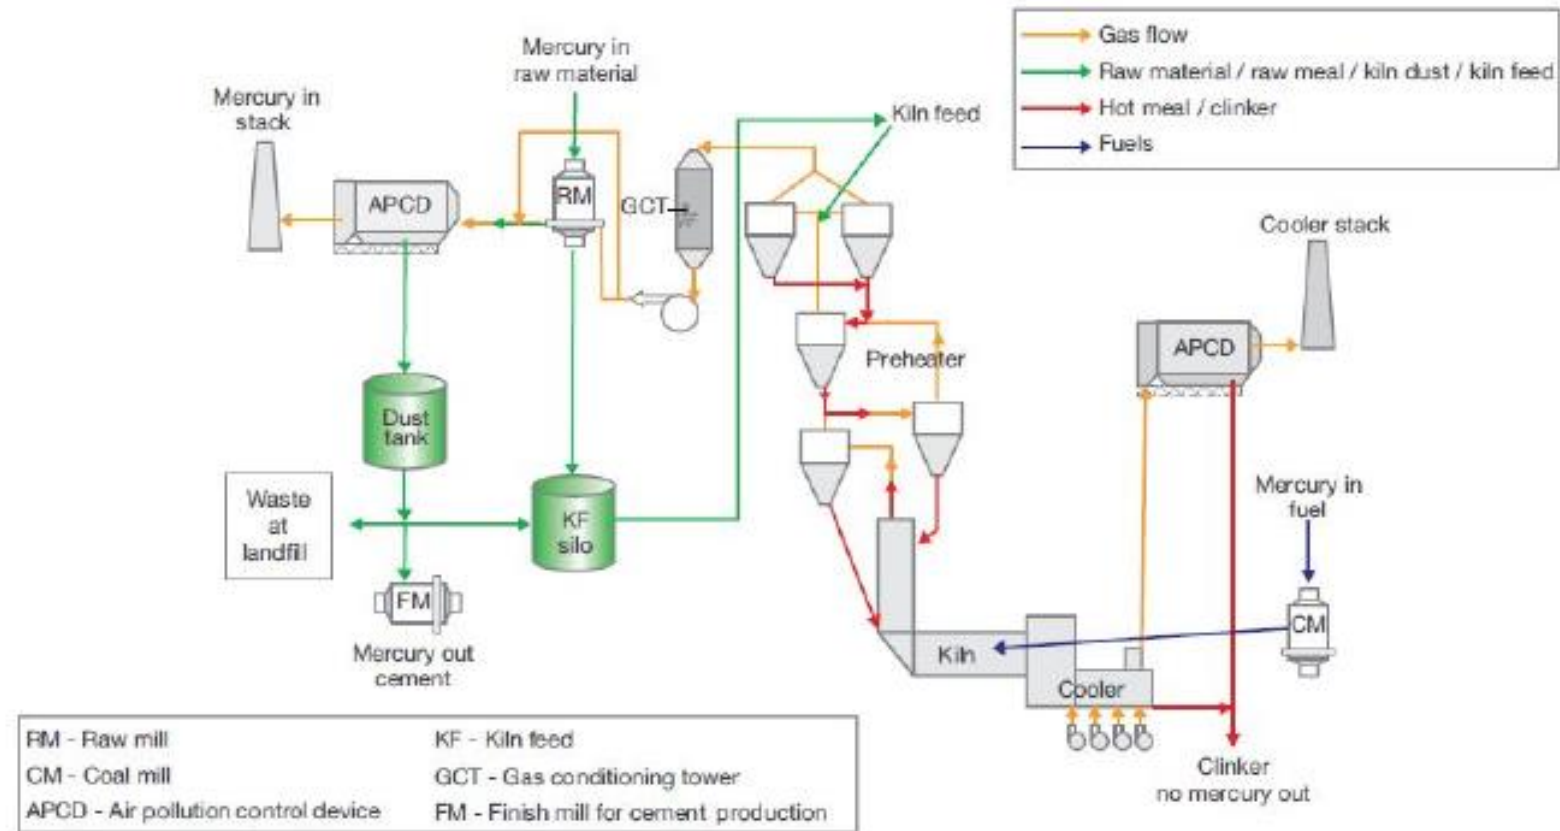 Gas flow
Raw material / raw meal / kiln dust / kiln feed
Hot meal / clinker
Fuels
Mercury in
raw material
Mercury in
stack
Kiln feed
APCD
RM
GCT
Cooler stack
Preheater
APCD
Dust
tank
Waste
at
landfill
KF
silo
Mercury in
fuel
FM
CM
Mercury out
cement
Kiln
Cooler
Clinker
no mercury out
RM - Raw mill
KF - Kiln feed
CM - Coal mill
GCT - Gas conditioning tower
APCD - Air pollution control device
FM - Finish mill for cement production